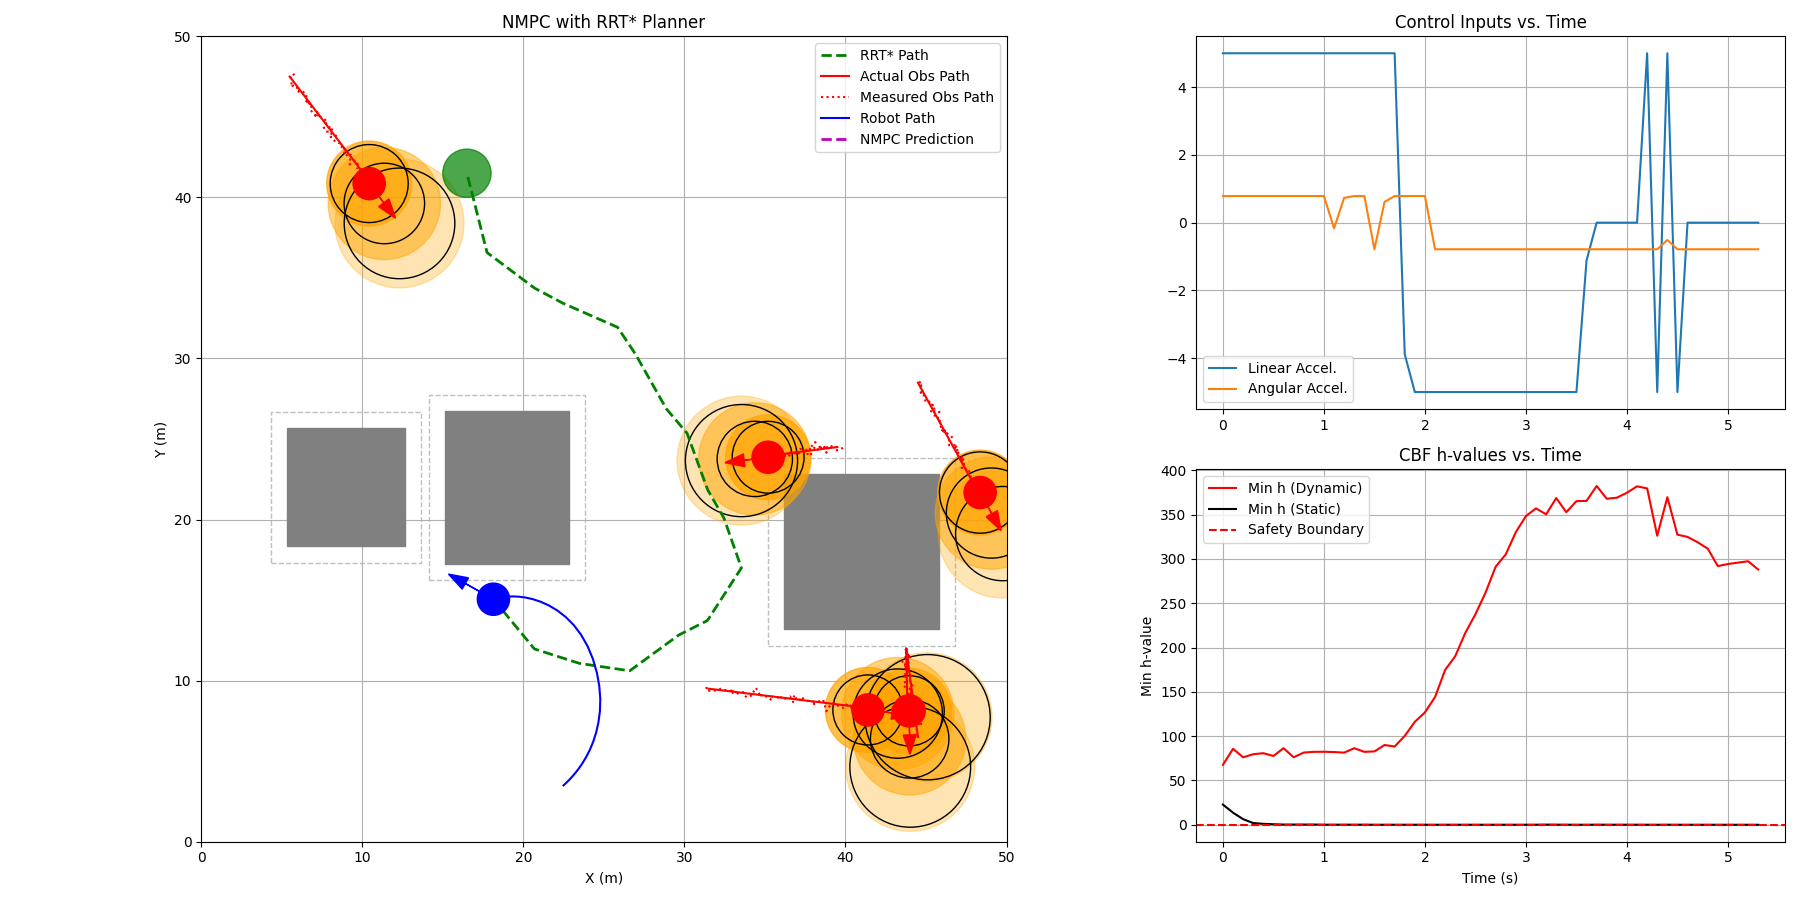 NMPC with RRT* Planner
RRT* Path
Actual Obs Path
Measured Obs Path
Robot Path
NMPC Prediction
50
40
30
20
10
0
Y (m)
0 10 20 30 40 50
X (m)
Control Inputs vs. Time
4
2
0
−2
−4
Linear Accel.
Angular Accel.
0 1 2 3 4 5
CBF h-values vs. Time
Min h (Dynamic)
Min h (Static)
Safety Boundary
400
350
300
250
200
150
100
50
0
Min h-value
0 1 2 3 4 5
Time (s)